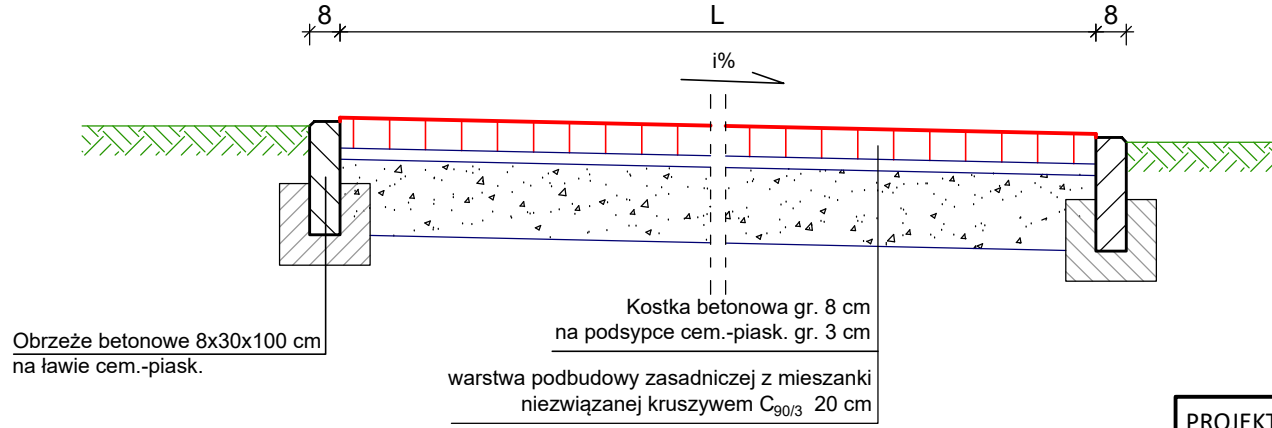 8
L
8
i%
Kostka betonowa gr. 8 cm
na podsypce cem.-piask. gr. 3 cm
Obrzeże betonowe 8x30x100 cm
na ławie cem.-piask.
warstwa podbudowy zasadniczej z mieszanki
niezwiązanej kruszywem C90/3 20 cm
PROJEKT